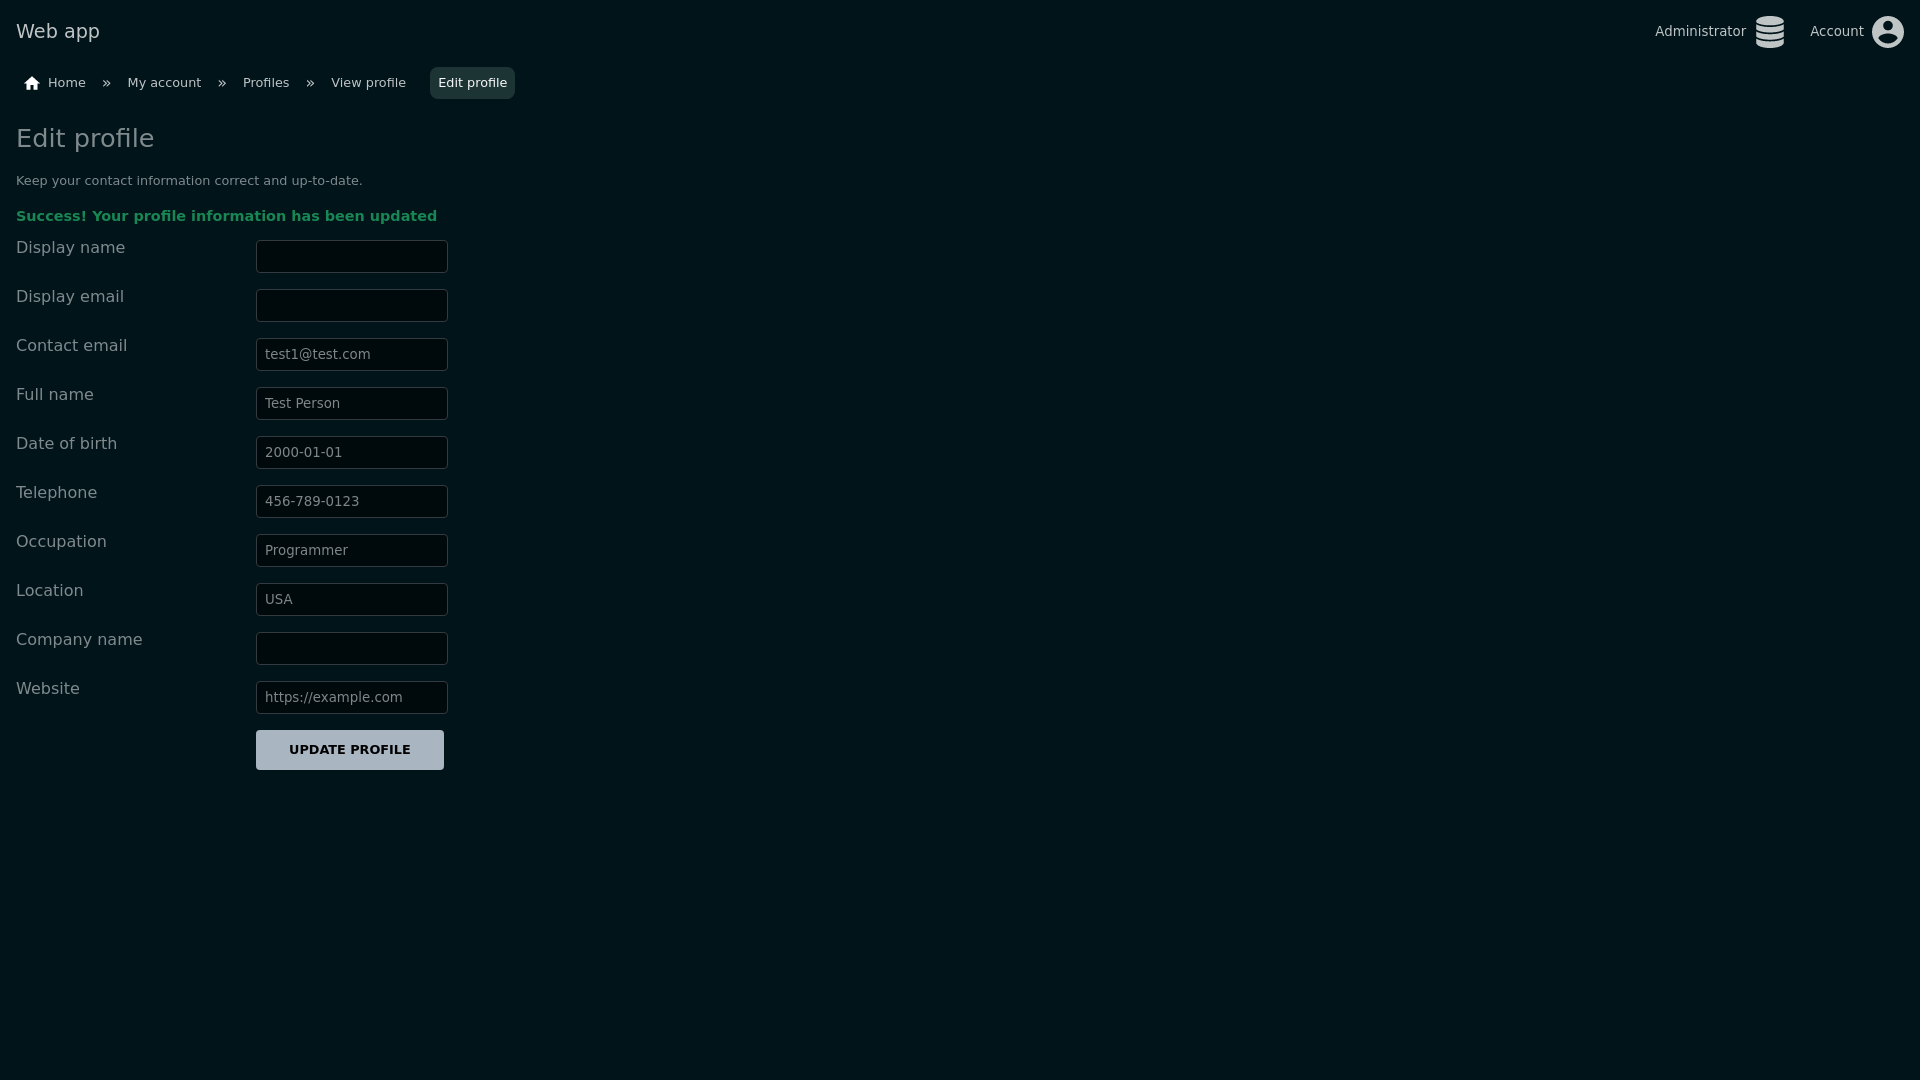 Web app
Administrator
Account
Home » My account » Profiles » View profile Edit profile
Edit profile
Keep your contact information correct and up-to-date.
Success! Your profile information has been updated
Display name
Display email
Contact email test1@test.com
Full name Test Person
Date of birth 2000-01-01
Telephone 456-789-0123
Occupation Programmer
Location USA
Company name
Website https://example.com
UPDATE PROFILE